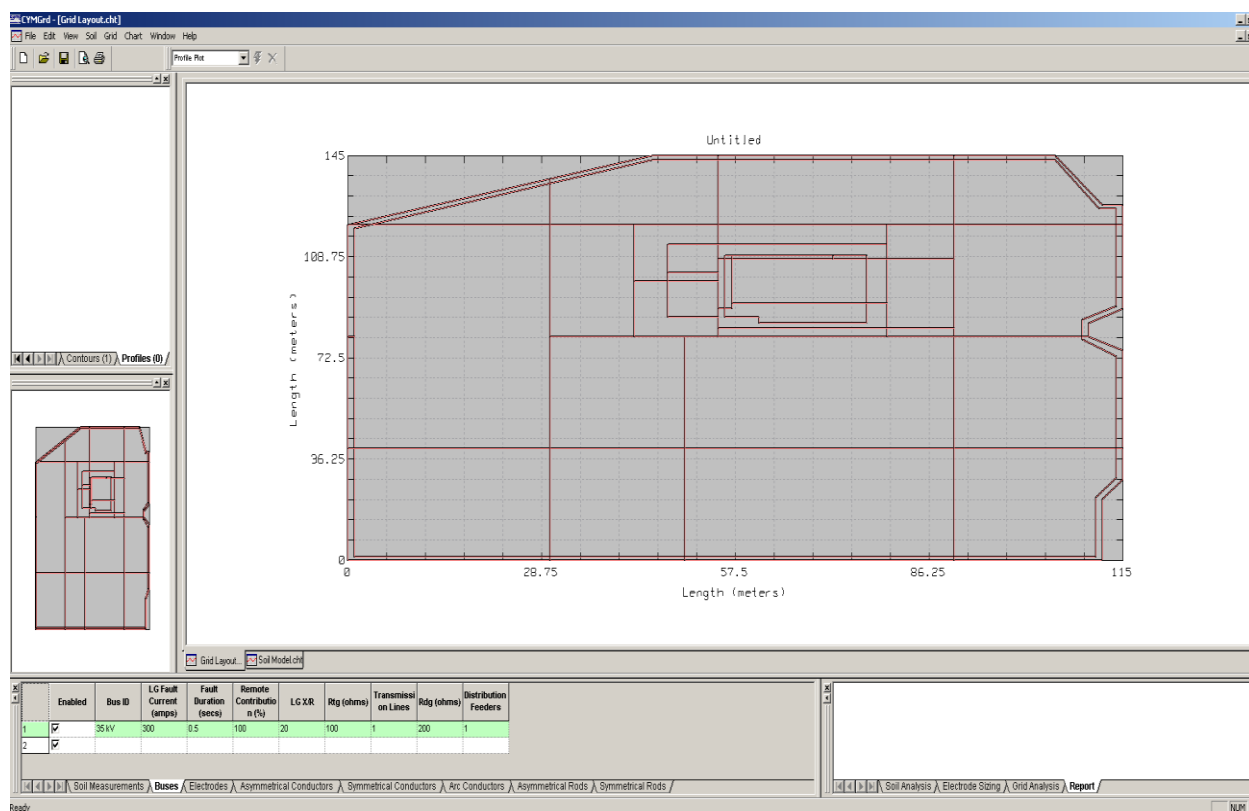 CYMGrd - [Grid Layout.cht]
File Edit View Soil Grid Chart Window Help
Profile Plot
Contours (1) Profiles (0)
Untitled
145
108.75
72.5
36.25
0
Length (meters)
0 28.75 57.5 86.25 115
Length (meters)
Grid Layout... Soil Model.cht
Enabled Bus ID LG Fault Current (amps) Fault Duration (secs) Remote Contributio n (%) LG X/R Rtg (ohms) Transmissi on Lines Rdg (ohms) Distribution Feeders
1 35 kV 300 0.5 100 20 100 1 200 1
2
Soil Measurements Buses Electrodes Asymmetrical Conductors Symmetrical Conductors Arc Conductors Asymmetrical Rods Symmetrical Rods
Soil Analysis Electrode Sizing Grid Analysis Report
Ready NUM